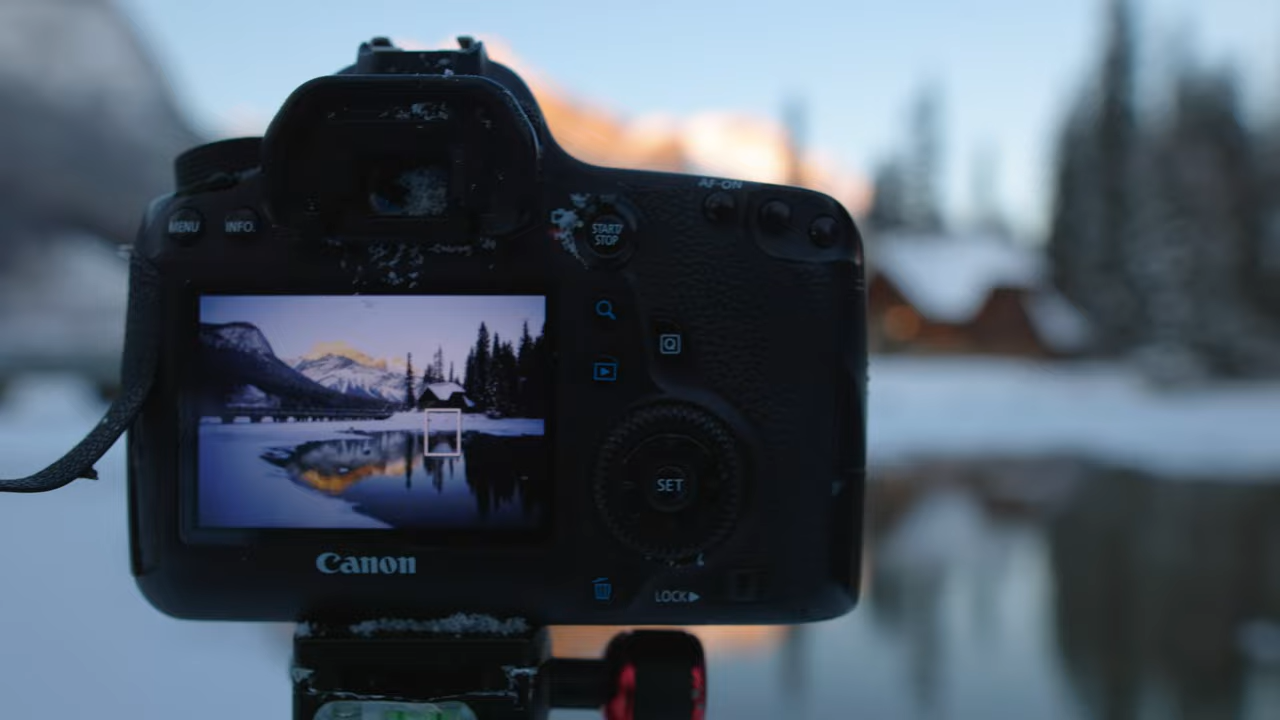 AF-ON
MENU
INFO.
START/
STOP
Q
SET
Canon
LOCK